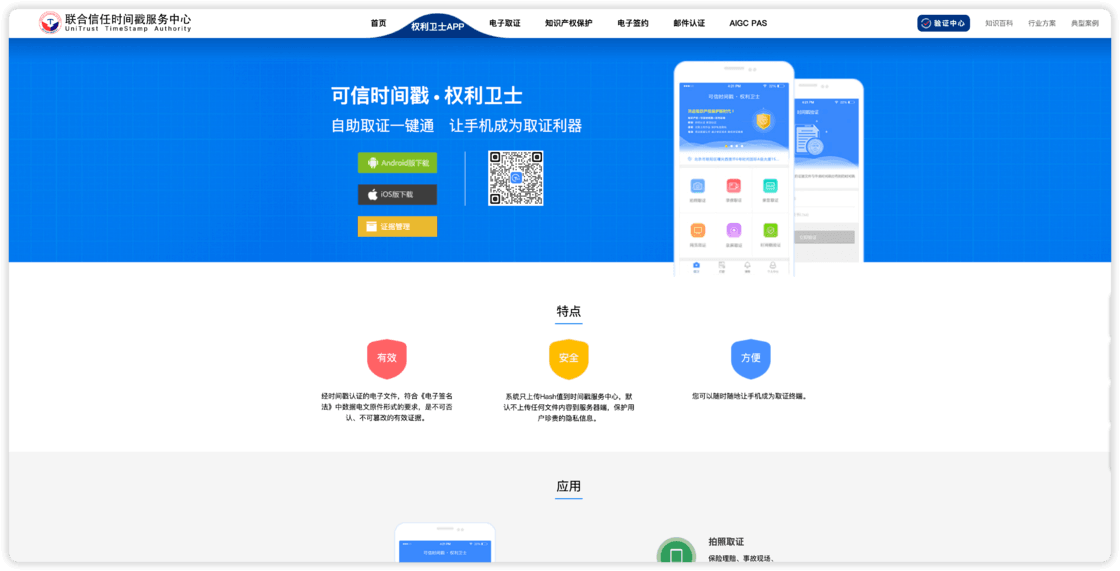 联合信任时间戳服务中心
UniTrust TimeStamp Authority
首页
权利卫士APP
电子取证
知识产权保护
电子签约
邮件认证
AIGC PAS
验证中心
知识百科
行业方案
典型案例
可信时间戳·权利卫士
自助取证一键通 让手机成为取证利器
Android版下载
iOS版下载
证据管理
可信时间戳·权利卫士
特点
有效
安全
方便
经时间戳认证的电子文件，符合《电子签名
法》中数据电文原件形式的要求，是不可否
认、不可篡改的有效证据。
系统只上传Hash值到时间戳服务中心，默
认不上传任何文件内容到服务器端，保护用
户珍贵的隐私信息。
您可以随时随地让手机成为取证终端。
应用
可信时间戳·权利卫士
拍照取证
保险理赔、事故现场、